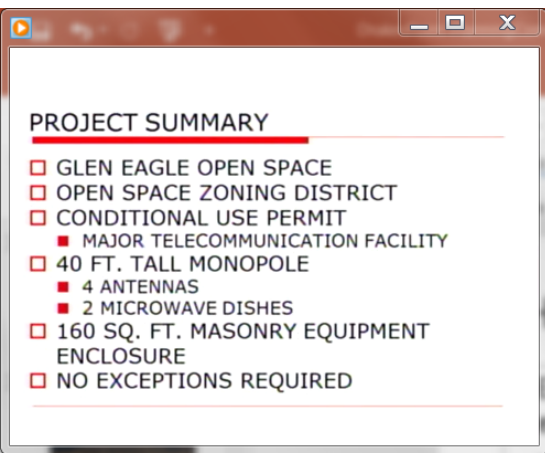 PROJECT SUMMARY
GLEN EAGLE OPEN SPACE
OPEN SPACE ZONING DISTRICT
CONDITIONAL USE PERMIT
MAJOR TELECOMMUNICATION FACILITY
40 FT. TALL MONOPOLE
4 ANTENNAS
2 MICROWAVE DISHES
160 SQ. FT. MASONRY EQUIPMENT
ENCLOSURE
NO EXCEPTIONS REQUIRED